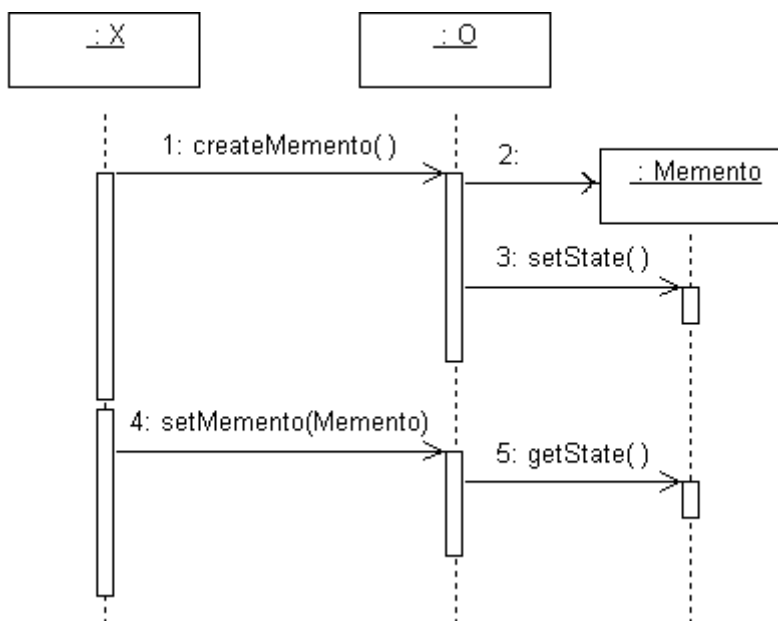 : X
: O
1: createMemento( )
2:
: Memento
3: setState( )
4: setMemento(Memento)
5: getState( )